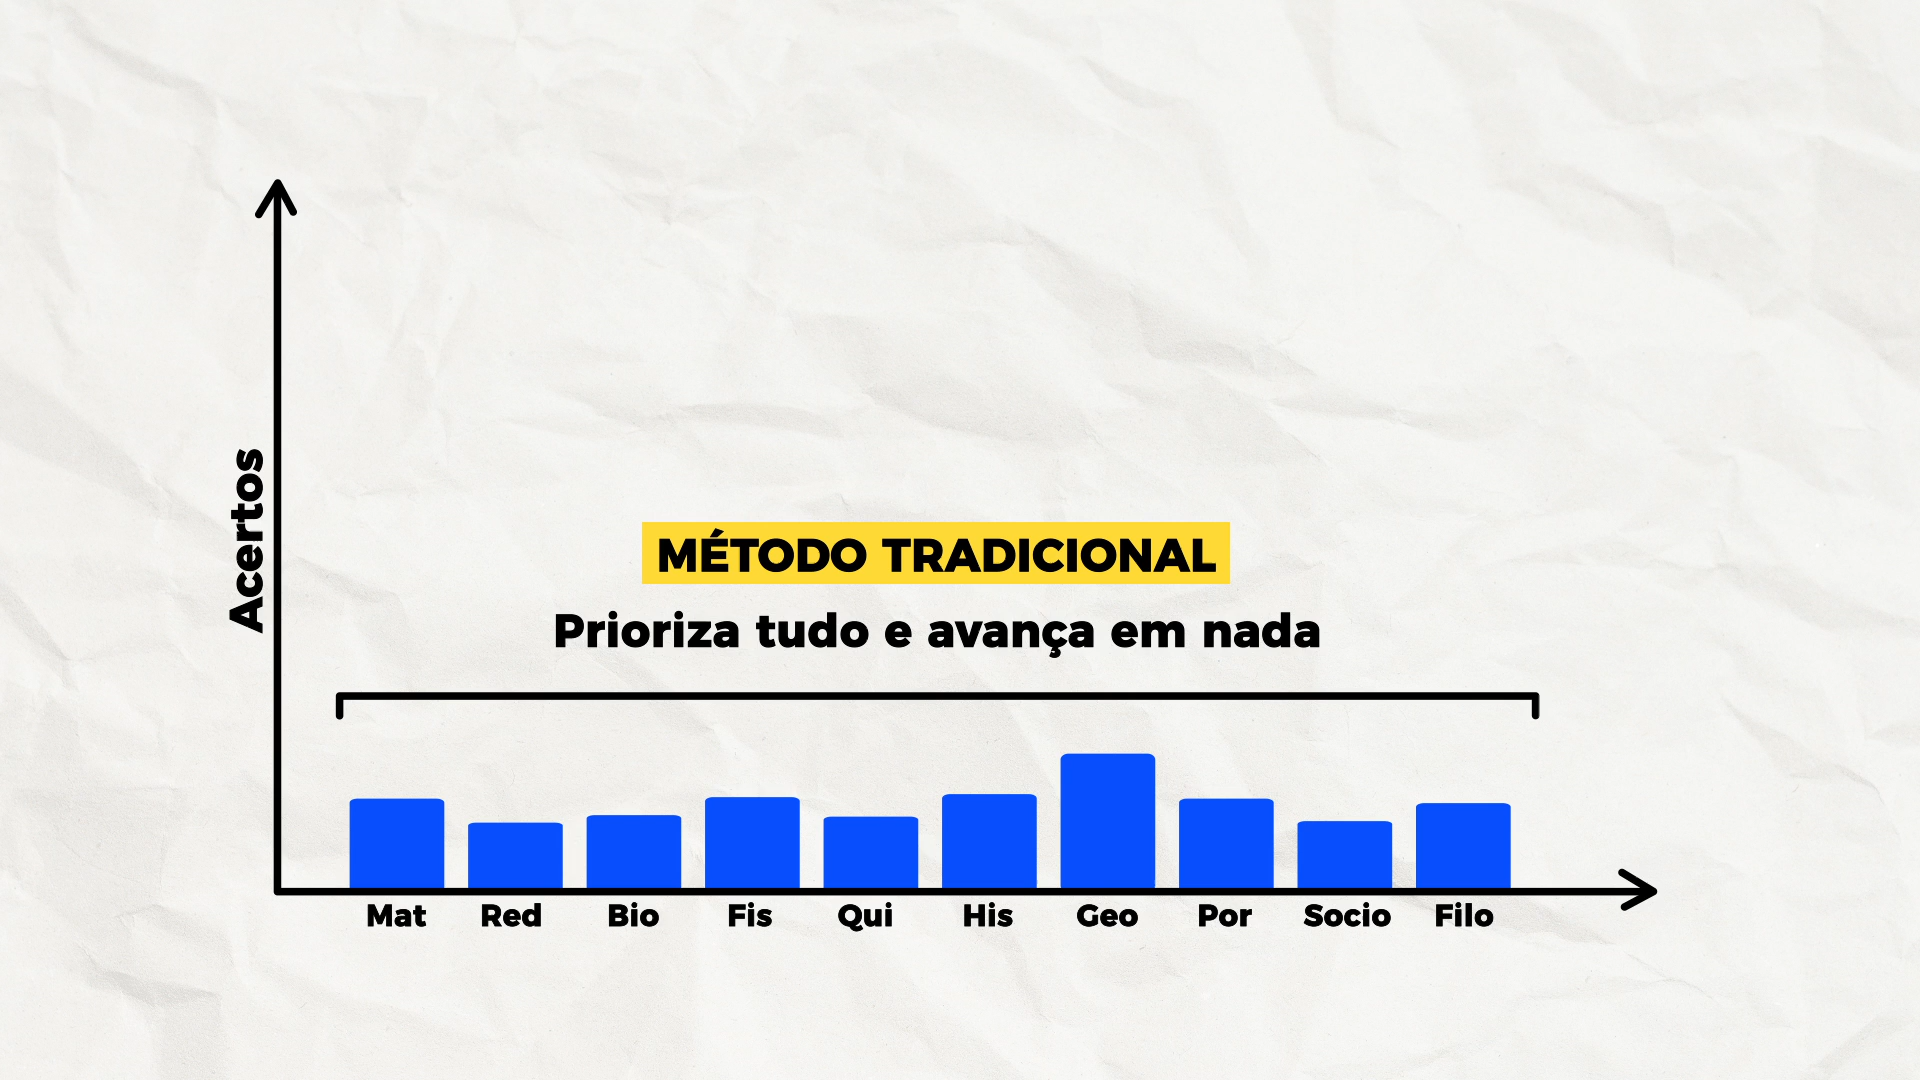 Acertos
MÉTODO TRADICIONAL
Prioriza tudo e avança em nada
Mat Red Bio Fis Qui His Geo Por Socio Filo